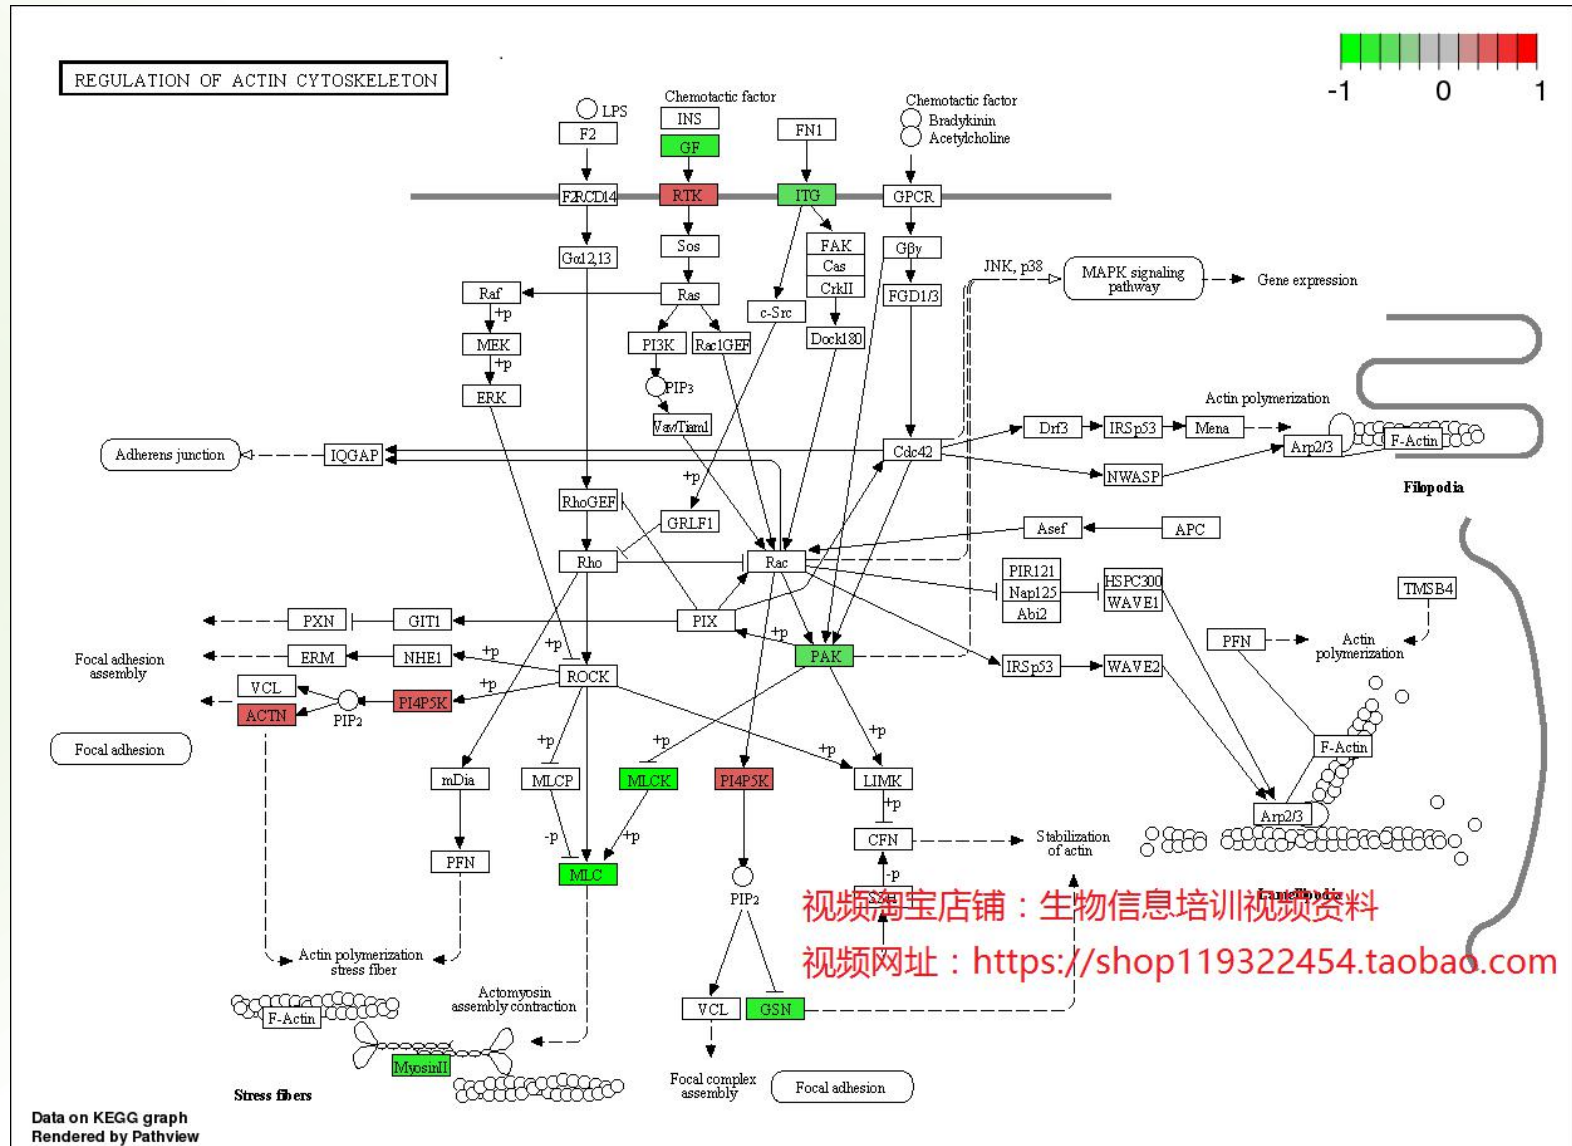 REGULATION OF ACTIN CYTOSKELETON
-1 0 1
Chemotactic factor
Chemotactic factor
LPS
INS
Bradykinin
F2
GF
FN1
Acetylcholine
F2R
CD14
RTK
ITG
GPCR
Gα12,13
Sos
FAK
Cas
CrkII
Gβγ
JNK, p38
MAPK signaling
pathway
Gene expression
Raf
Ras
c-Src
FGD1/3
+p
MEK
PI3K
Rac1GEF
Dock180
+p
ERK
PIP3
Vav/Tiam1
Actin polymerization
Drf3
IRSp53
Mena
Arp2/3
F-Actin
Adherens junction
IQGAP
Cdc42
NWASP
Filopodia
+p
RhoGEF
GRLF1
Asef
APC
Rho
Rac
PIR121
Nap125
Abi2
HSPC300
WAVE1
TMSB4
PXN
GIT1
PIX
+p
PFN
Actin
polymerization
Focal adhesion
assembly
ERM
NHE1
+p
+p
ROCK
PAK
IRSp53
WAVE2
VCL
ACTN
PIP2
PI4P5K
+p
Focal adhesion
+p
+p
+p
+p
F-Actin
mDia
MLCP
MLCK
PI4P5K
LIMK
+p
Arp2/3
-p
+p
CFN
Stabilization
of actin
PFN
MLC
-p
PIP2
SSH
Lamellipodia
视频淘宝店铺：生物信息培训视频资料
视频网址：https://shop119322454.taobao.com
Actin polymerization
stress fiber
Actomyosin
assembly contraction
VCL
GSN
F-Actin
MyosinII
Focal complex
assembly
Focal adhesion
Stress fibers
Data on KEGG graph
Rendered by Pathview